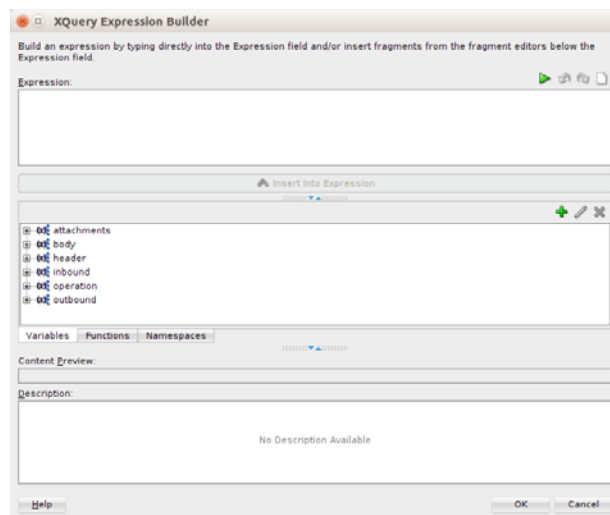 XQuery Expression Builder
Build an expression by typing directly into the Expression field and/or insert fragments from the fragment editors below the
Expression field.
Expression:
Insert Into Expression
attachments
body
header
inbound
operation
outbound
Variables Functions Namespaces
Content Preview:
Description:
No Description Available
Help OK Cancel